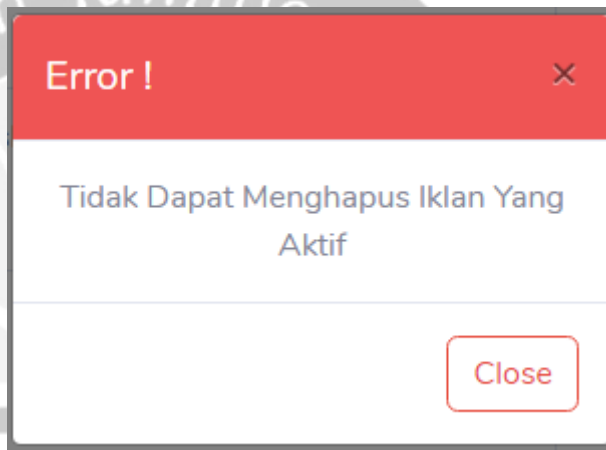 Error !
×
Tidak Dapat Menghapus Iklan Yang
Aktif
Close